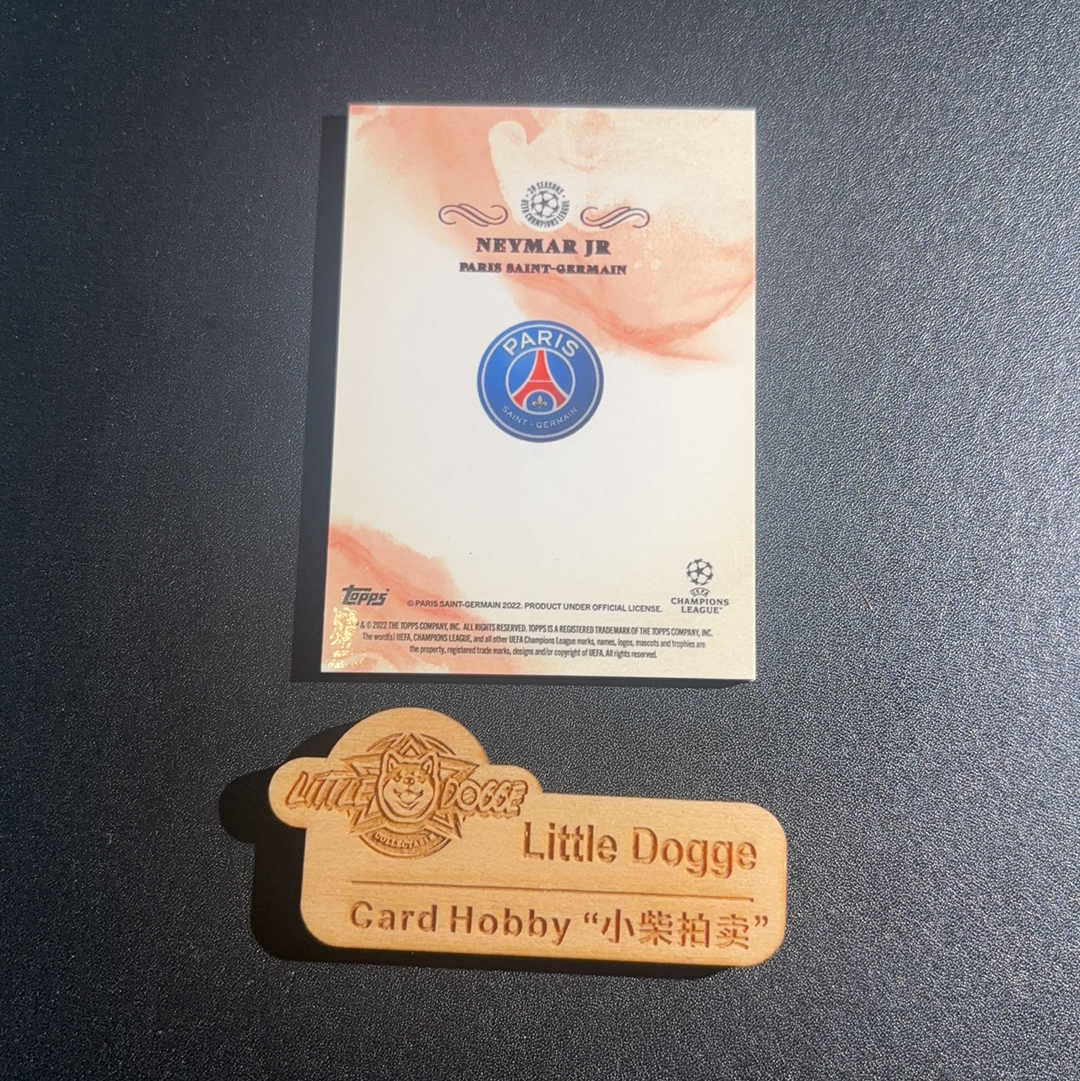 30 SEASONS
UEFA CHAMPIONS LEAGUE
NEYMAR JR
PARIS SAINT-GERMAIN
PARIS
SAINT-GERMAIN
UEFA
CHAMPIONS
LEAGUE
Topps
© PARIS SAINT-GERMAIN 2022. PRODUCT UNDER OFFICIAL LICENSE.
& © 2022 THE TOPPS COMPANY, INC. ALL RIGHTS RESERVED. TOPPS IS A REGISTERED TRADEMARK OF THE TOPPS COMPANY, INC.
The word(s) UEFA, CHAMPIONS LEAGUE, and all other UEFA Champions League marks, names, logos, mascots and trophies are
the property, registered trade marks, designs and/or copyright of UEFA. All rights reserved.
LITTLE DOGGE
COLLECTABLE
Little Dogge
Card Hobby “小柴拍卖”